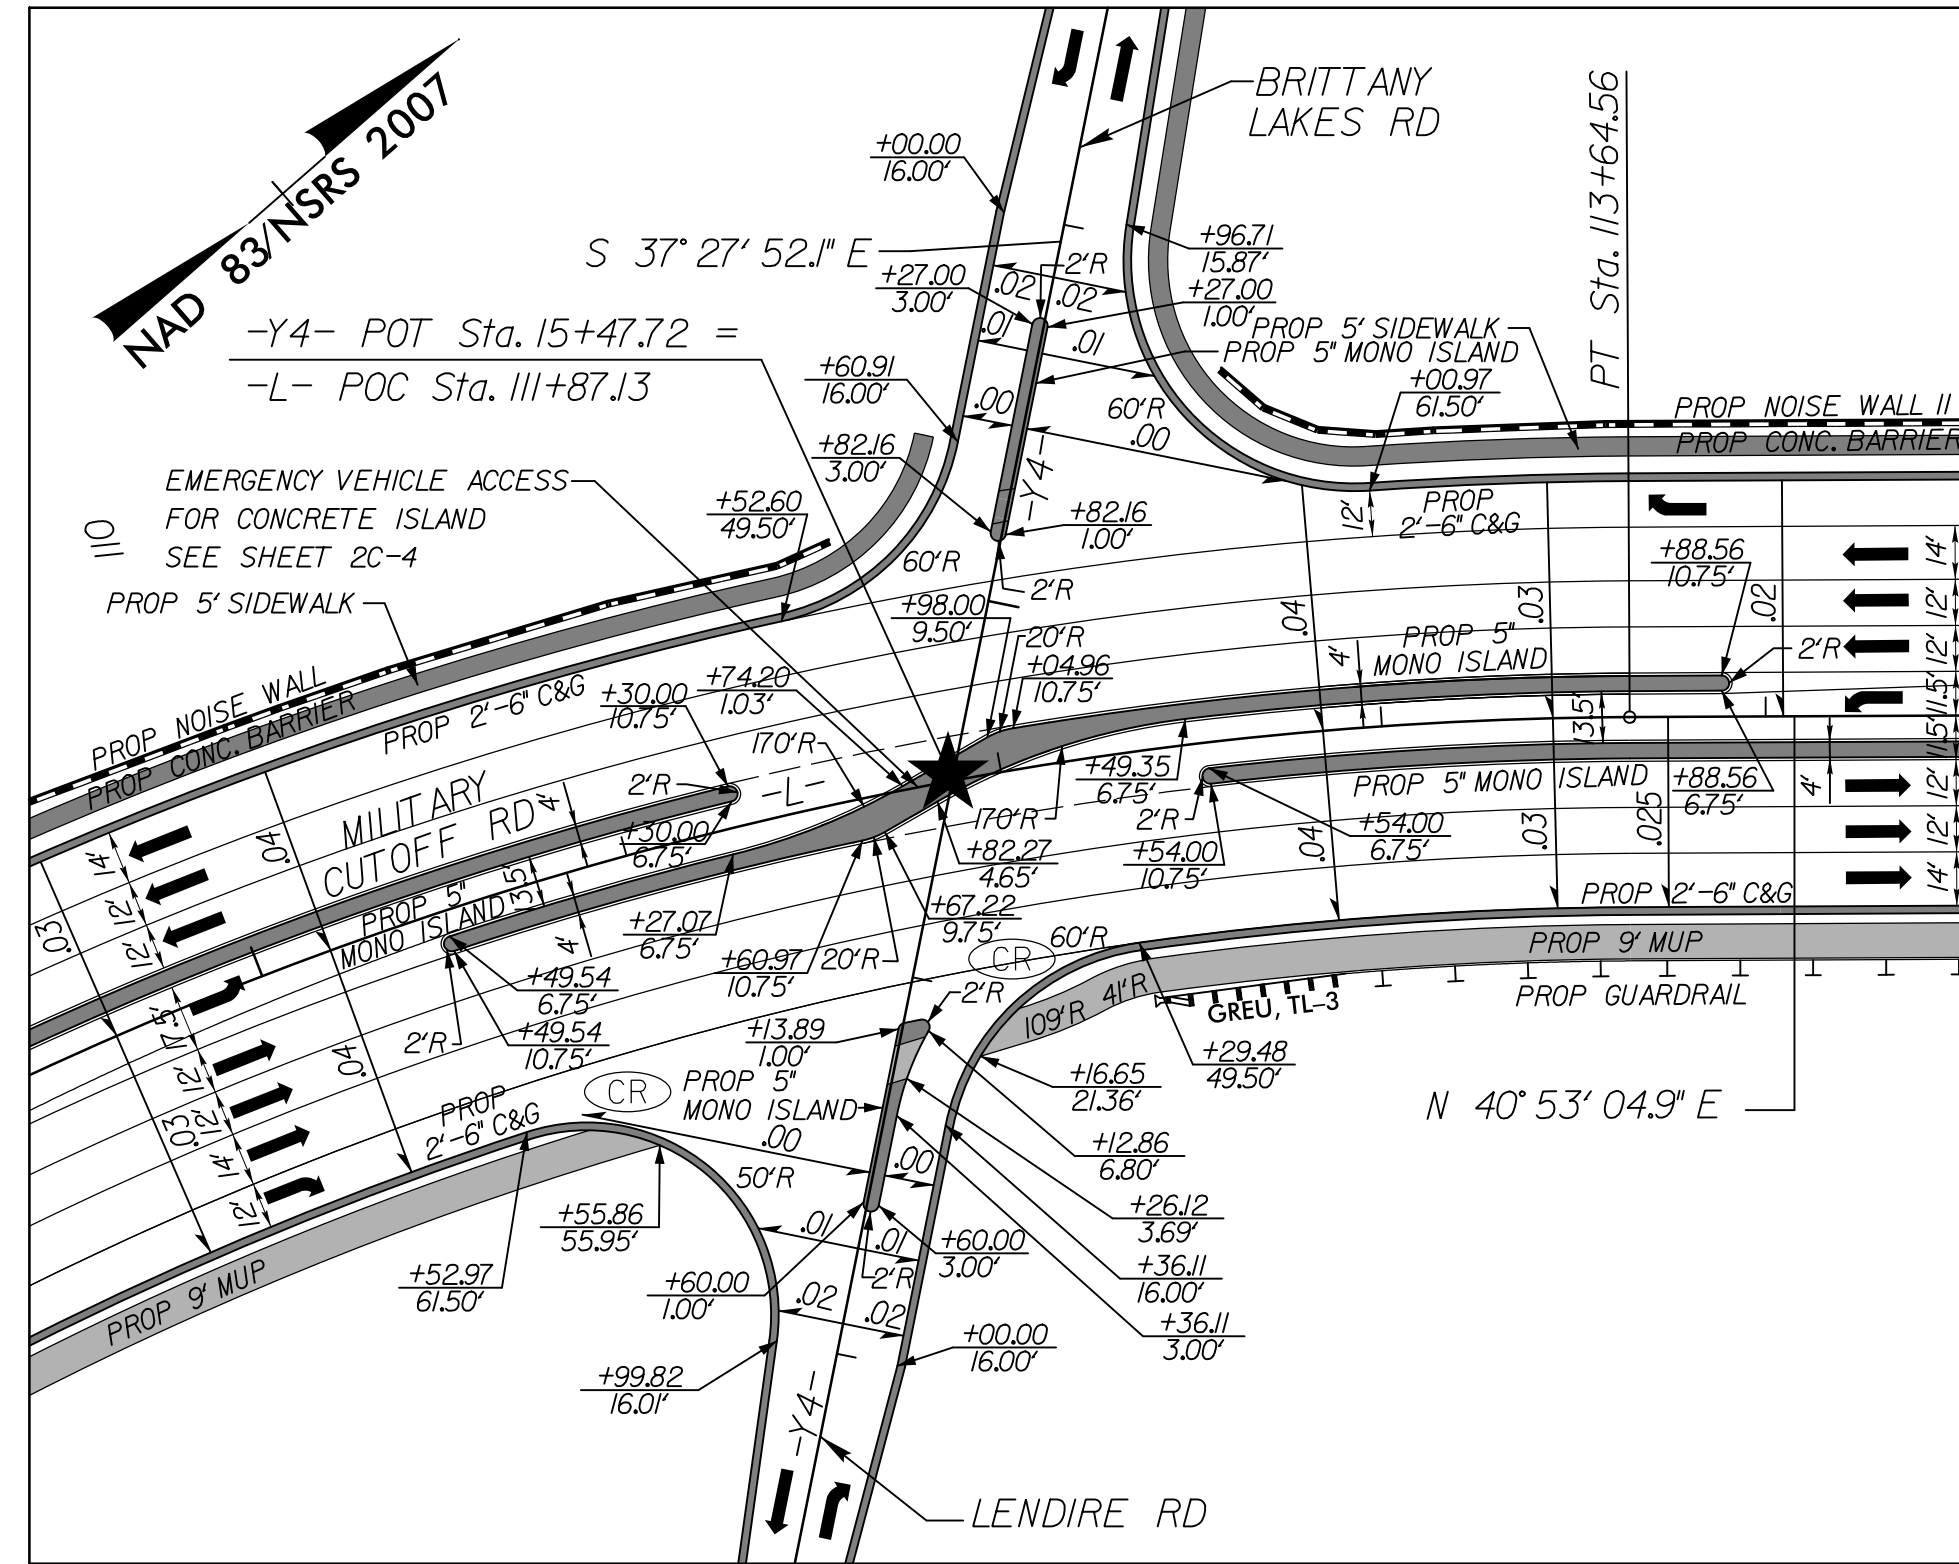 NAD 83/NSRS 2007
BRITTANY
LAKES RD
PT Sta. 113+64.56
+00.00
16.00'
S 37° 27' 52.1" E
+27.00
3.00'
2'R
.02
.02
+96.71
15.87'
+27.00
1.00'
.01
.01
PROP 5' SIDEWALK
PROP 5" MONO ISLAND
-Y4- POT Sta. 15+47.72 =
-L- POC Sta. 111+87.13
+60.91
16.00'
.00
60'R
.00
+00.97
61.50'
PROP NOISE WALL 11
PROP CONC. BARRIER
+82.16
3.00'
-Y4-
EMERGENCY VEHICLE ACCESS
FOR CONCRETE ISLAND
SEE SHEET 2C-4
110
+52.60
49.50'
+82.16
1.00'
12'
PROP
2'-6" C&G
60'R
2'R
+88.56
10.75'
14'
12'
12'
11.5'
11.5'
12'
12'
14'
PROP 5' SIDEWALK
+98.00
9.50'
20'R
+04.96
10.75'
.04
.03
.02
4'
PROP 5"
MONO ISLAND
2'R
PROP NOISE WALL
PROP CONC. BARRIER
PROP 2'-6" C&G
+30.00
10.75'
+74.20
1.03'
170'R
2'R
-L-
13.5'
+49.35
6.75'
PROP 5" MONO ISLAND
+88.56
6.75'
4'
MILITARY
CUTOFF RD
4'
+30.00
6.75'
170'R
2'R
+54.00
10.75'
+54.00
6.75'
.04
.03
.025
+82.27
4.65'
.04
.03
14'
12'
12'
PROP 5"
MONO ISLAND
13.5'
4'
+27.07
6.75'
+67.22
9.75'
PROP 2'-6" C&G
+60.97
10.75'
20'R
CR
60'R
PROP 9' MUP
+49.54
6.75'
2'R
+49.54
10.75'
2'R
109'R
41'R
GREU, TL-3
PROP GUARDRAIL
17.5'
12'
12'
14'
12'
.03
.04
+13.89
1.00'
+29.48
49.50'
CR
PROP 5"
MONO ISLAND
+16.65
21.36'
N 40° 53' 04.9" E
PROP
2'-6" C&G
.00
.00
+12.86
6.80'
50'R
+55.86
55.95'
.01
.01
+26.12
3.69'
+60.00
3.00'
+52.97
61.50'
+60.00
1.00'
2'R
+36.11
16.00'
PROP 9' MUP
.02
.02
+36.11
3.00'
+00.00
16.00'
+99.82
16.01'
-Y4-
LENDIRE RD